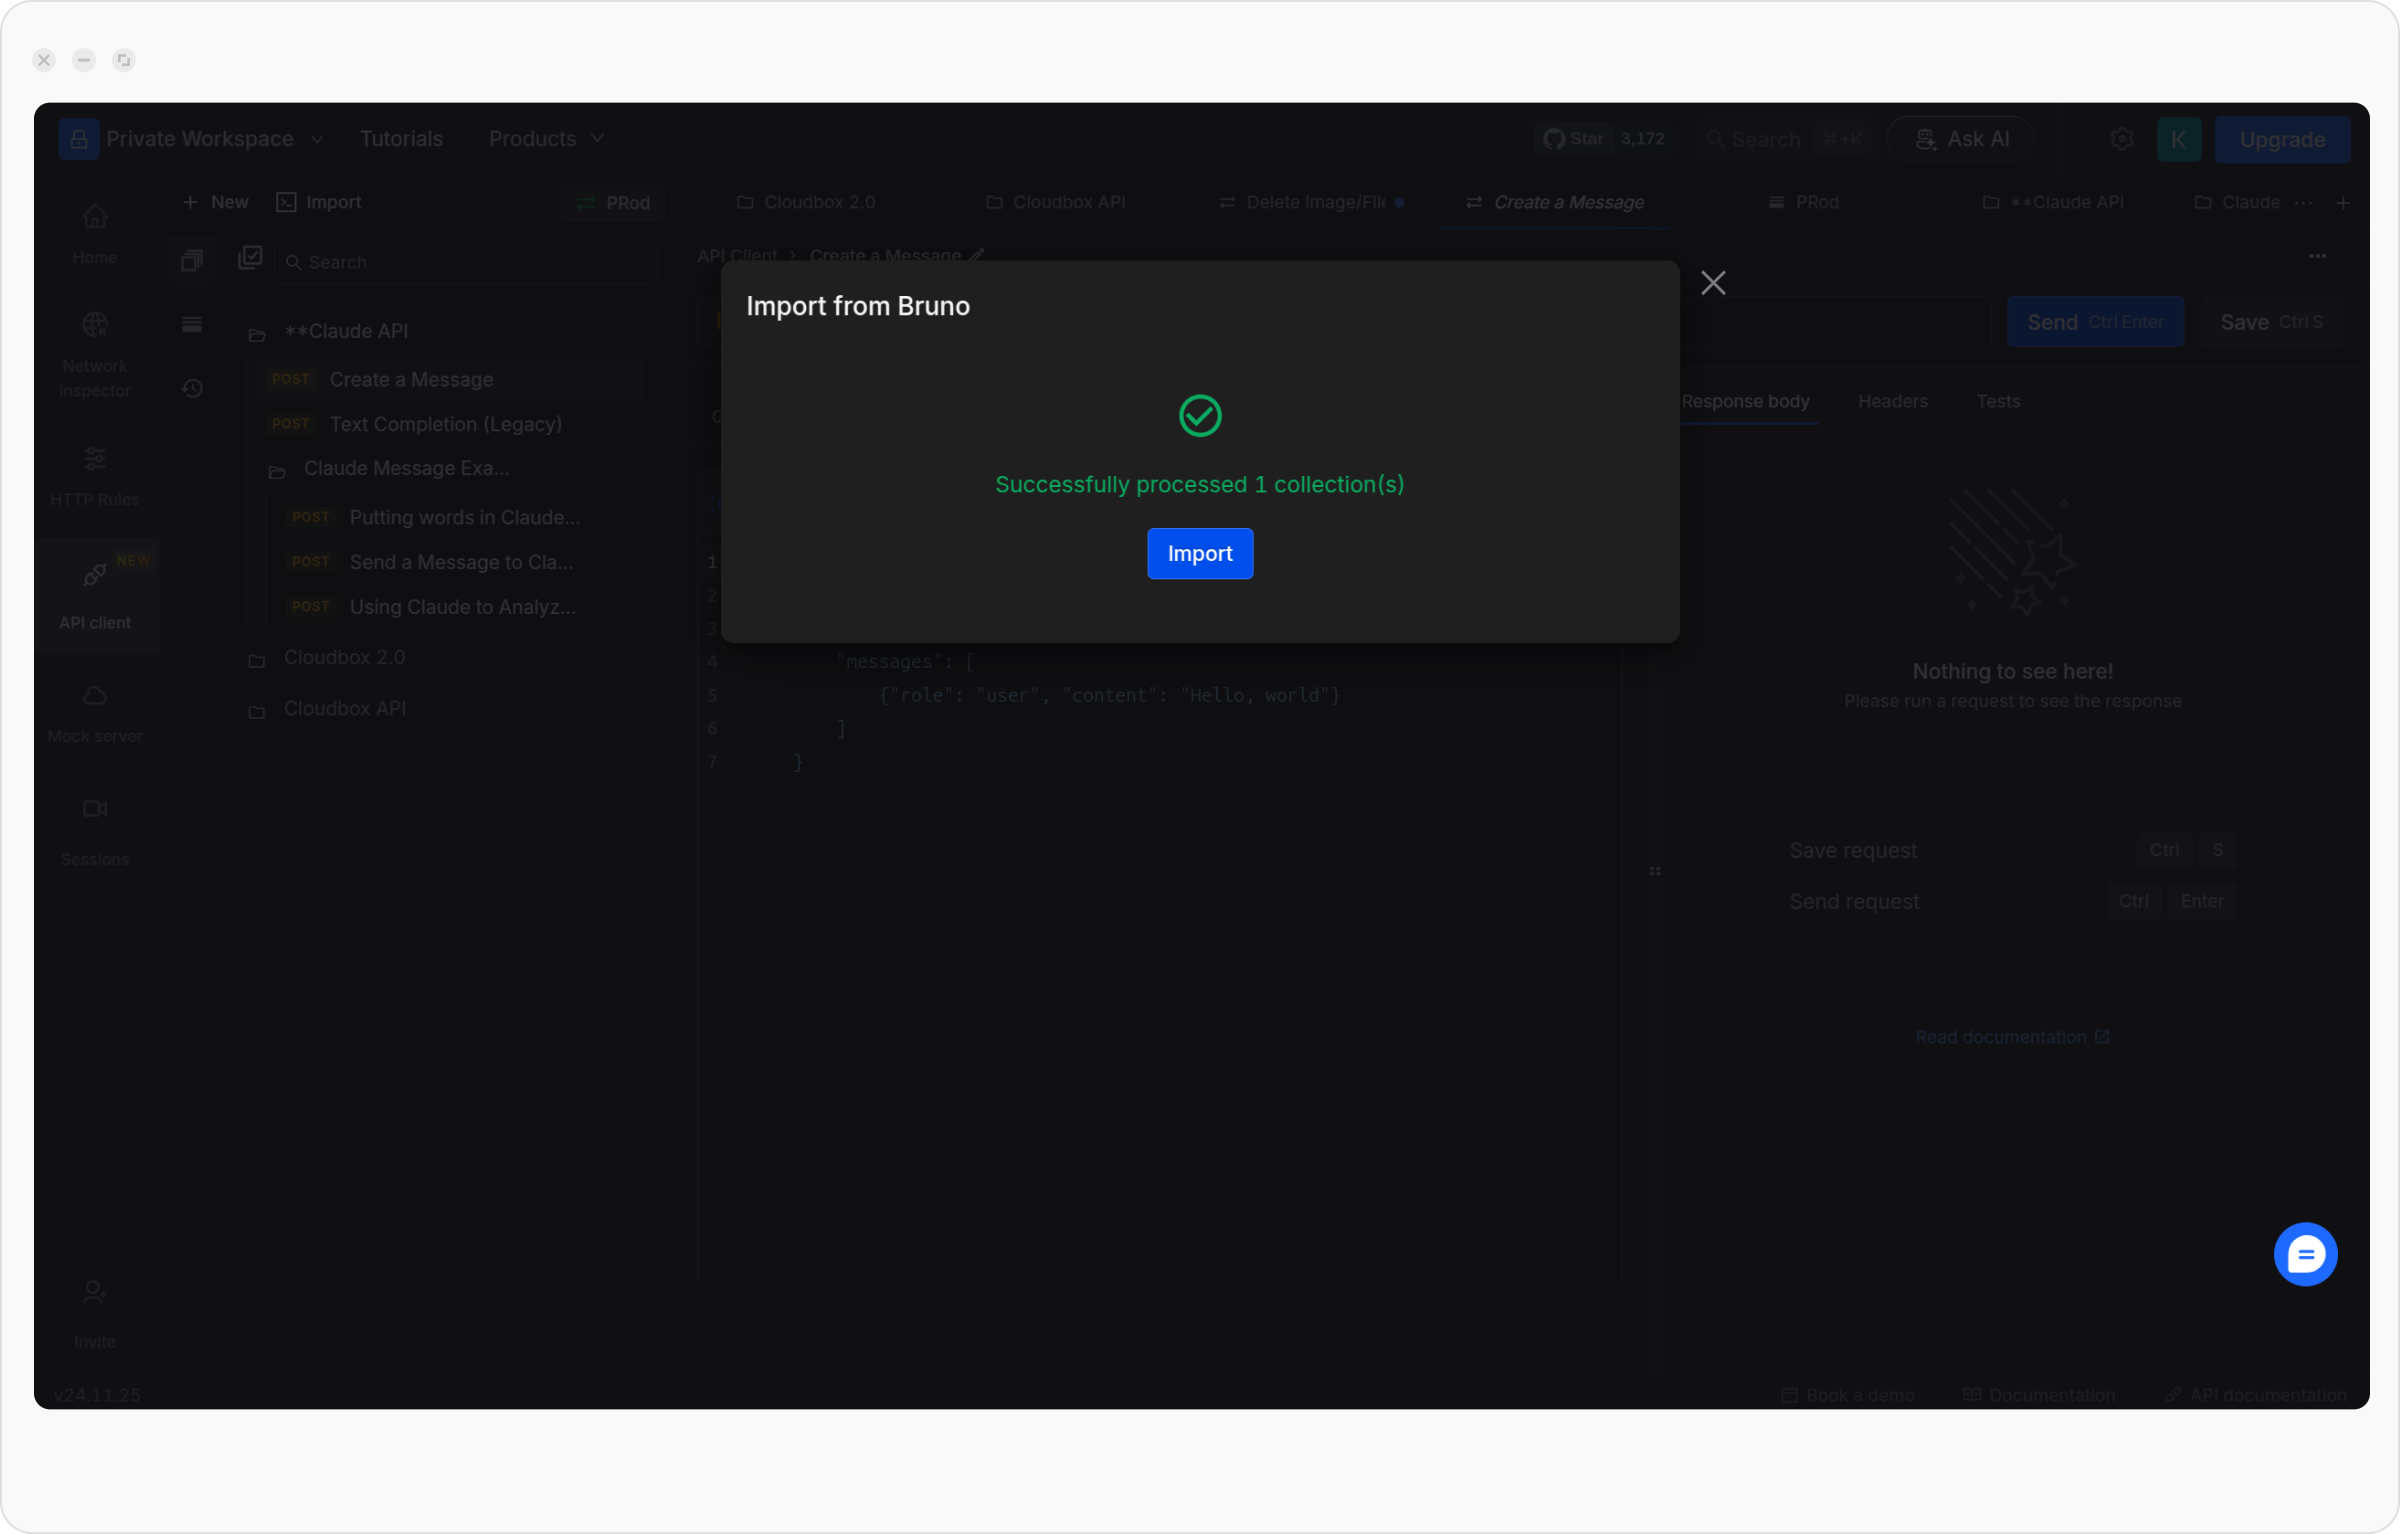 Private Workspace
Tutorials
Products
Star 3,172
Search ⌘+K
Ask AI
K
Upgrade
New
Import
PRod
Cloudbox 2.0
Cloudbox API
Delete Image/File
Create a Message
PRod
**Claude API
Claude
Home
Network
Inspector
HTTP Rules
NEW
API client
Mock server
Sessions
Invite
v24.11.25
Search
**Claude API
POST Create a Message
POST Text Completion (Legacy)
Claude Message Exa...
POST Putting words in Claude...
POST Send a Message to Cla...
POST Using Claude to Analyz...
Cloudbox 2.0
Cloudbox API
API Client > Create a Message
Send Ctrl Enter
Save Ctrl S
Import from Bruno
Successfully processed 1 collection(s)
Import
1
2
3
4 "messages": [
5 {"role": "user", "content": "Hello, world"}
6 ]
7 }
Response body
Headers
Tests
Nothing to see here!
Please run a request to see the response
Save request Ctrl S
Send request Ctrl Enter
Read documentation
Book a demo
Documentation
API documentation